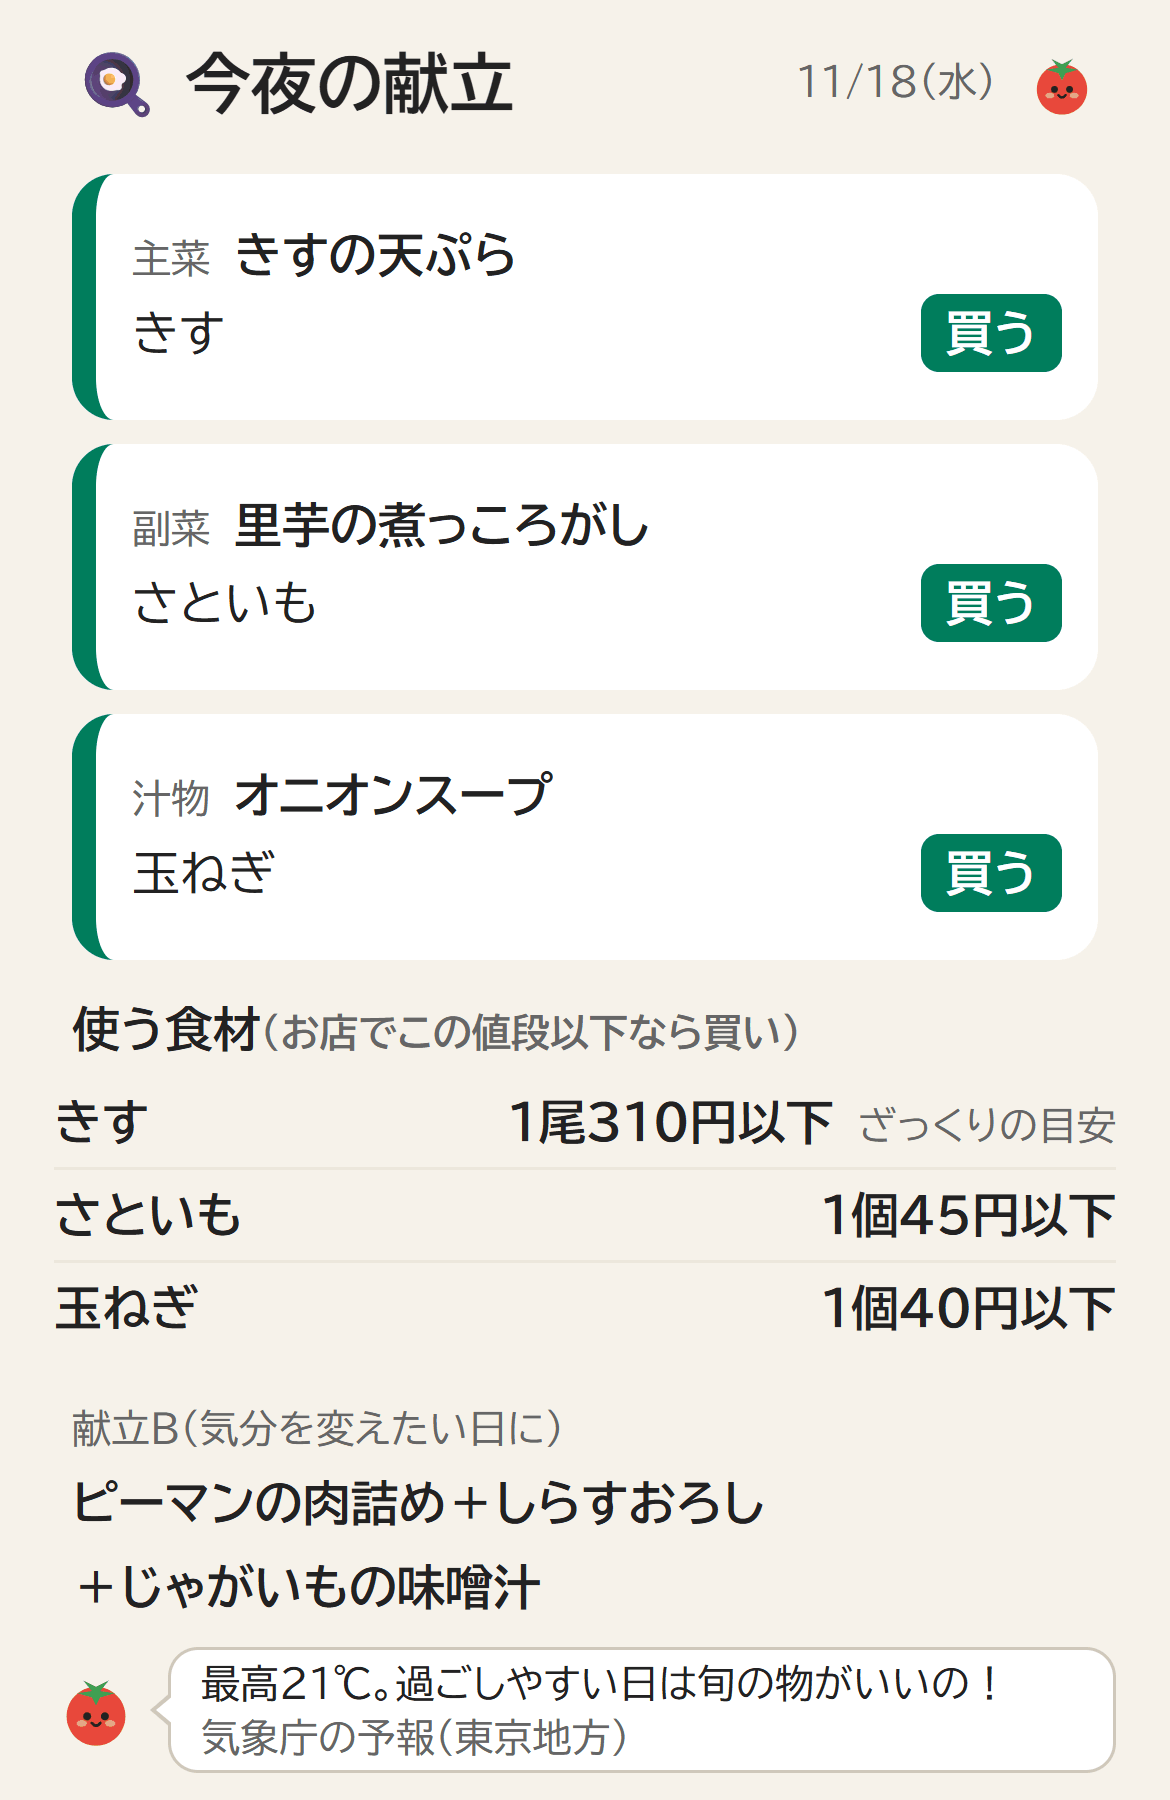 今夜の献立
11/18(水)
主菜 きすの天ぷら
きす
買う
副菜 里芋の煮っころがし
さといも
買う
汁物 オニオンスープ
玉ねぎ
買う
使う食材(お店でこの値段以下なら買い)
きす 1尾310円以下 ざっくりの目安
さといも 1個45円以下
玉ねぎ 1個40円以下
献立B(気分を変えたい日に)
ピーマンの肉詰め+しらすおろし
+じゃがいもの味噌汁
最高21℃。過ごしやすい日は旬の物がいいの!
気象庁の予報(東京地方)